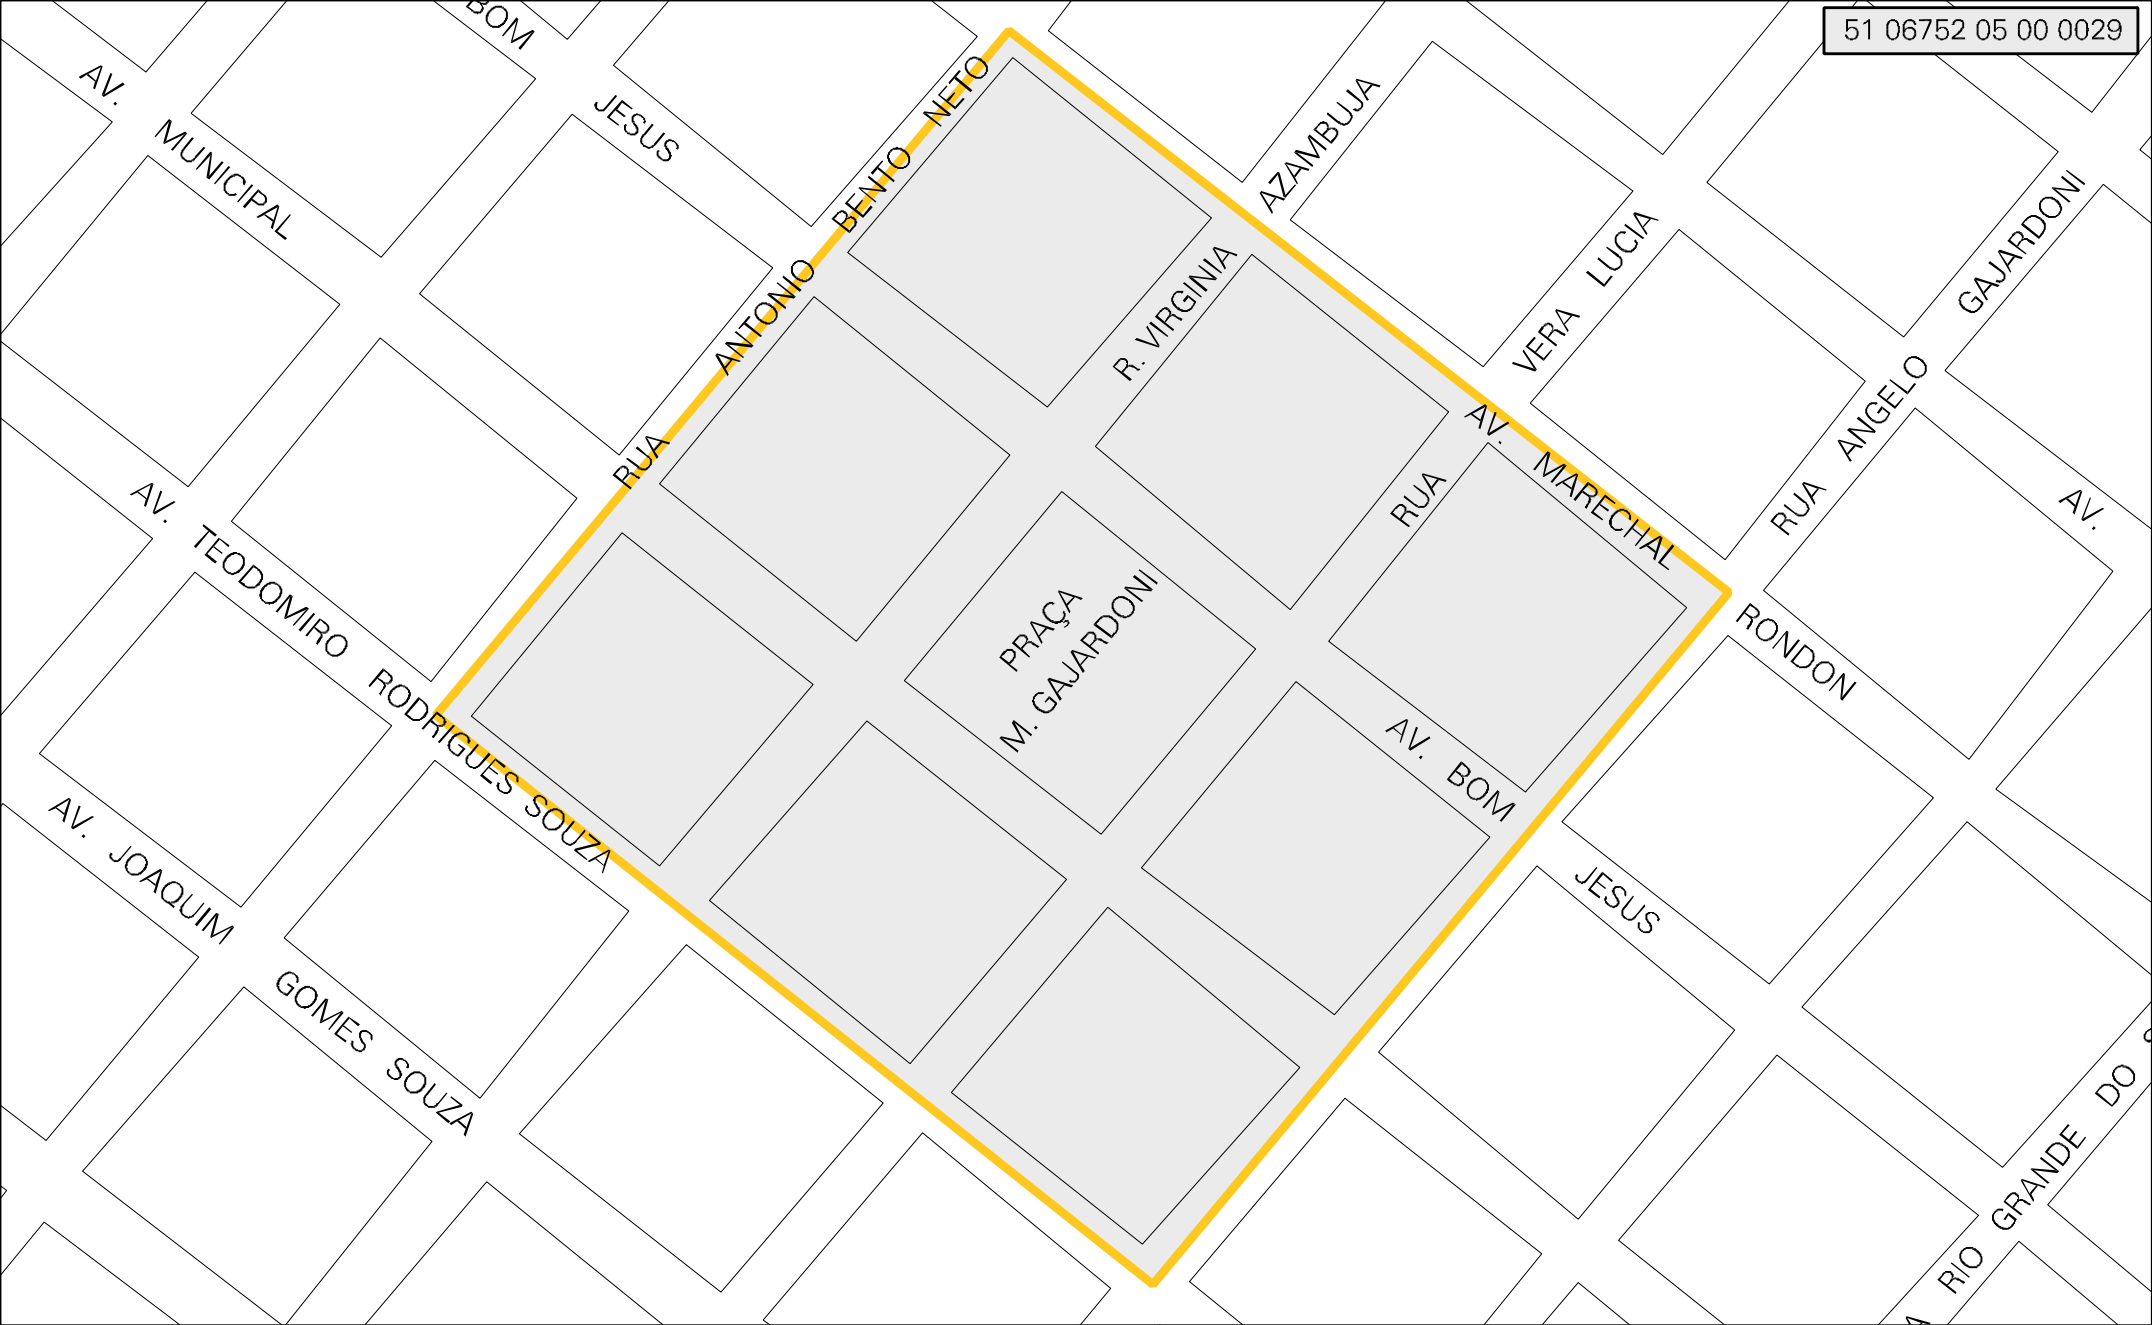 51 06752 05 00 0029
BOM
JESUS
AV.
MUNICIPAL
RUA ANTONIO BENTO NETO
AZAMBUJA
R. VIRGINIA
VERA LUCIA
RUA
RUA ANGELO GAJARDONI
AV.
AV. MARECHAL
RONDON
PRAÇA
M. GAJARDONI
AV. BOM
JESUS
AV. TEODOMIRO RODRIGUES SOUZA
AV. JOAQUIM
GOMES SOUZA
RIO GRANDE DO